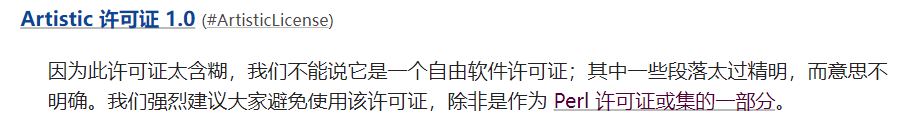 Artistic 许可证 1.0 (#ArtisticLicense)
因为此许可证太含糊，我们不能说它是一个自由软件许可证；其中一些段落太过精明，而意思不
明确。我们强烈建议大家避免使用该许可证，除非是作为 Perl 许可证或集的一部分。